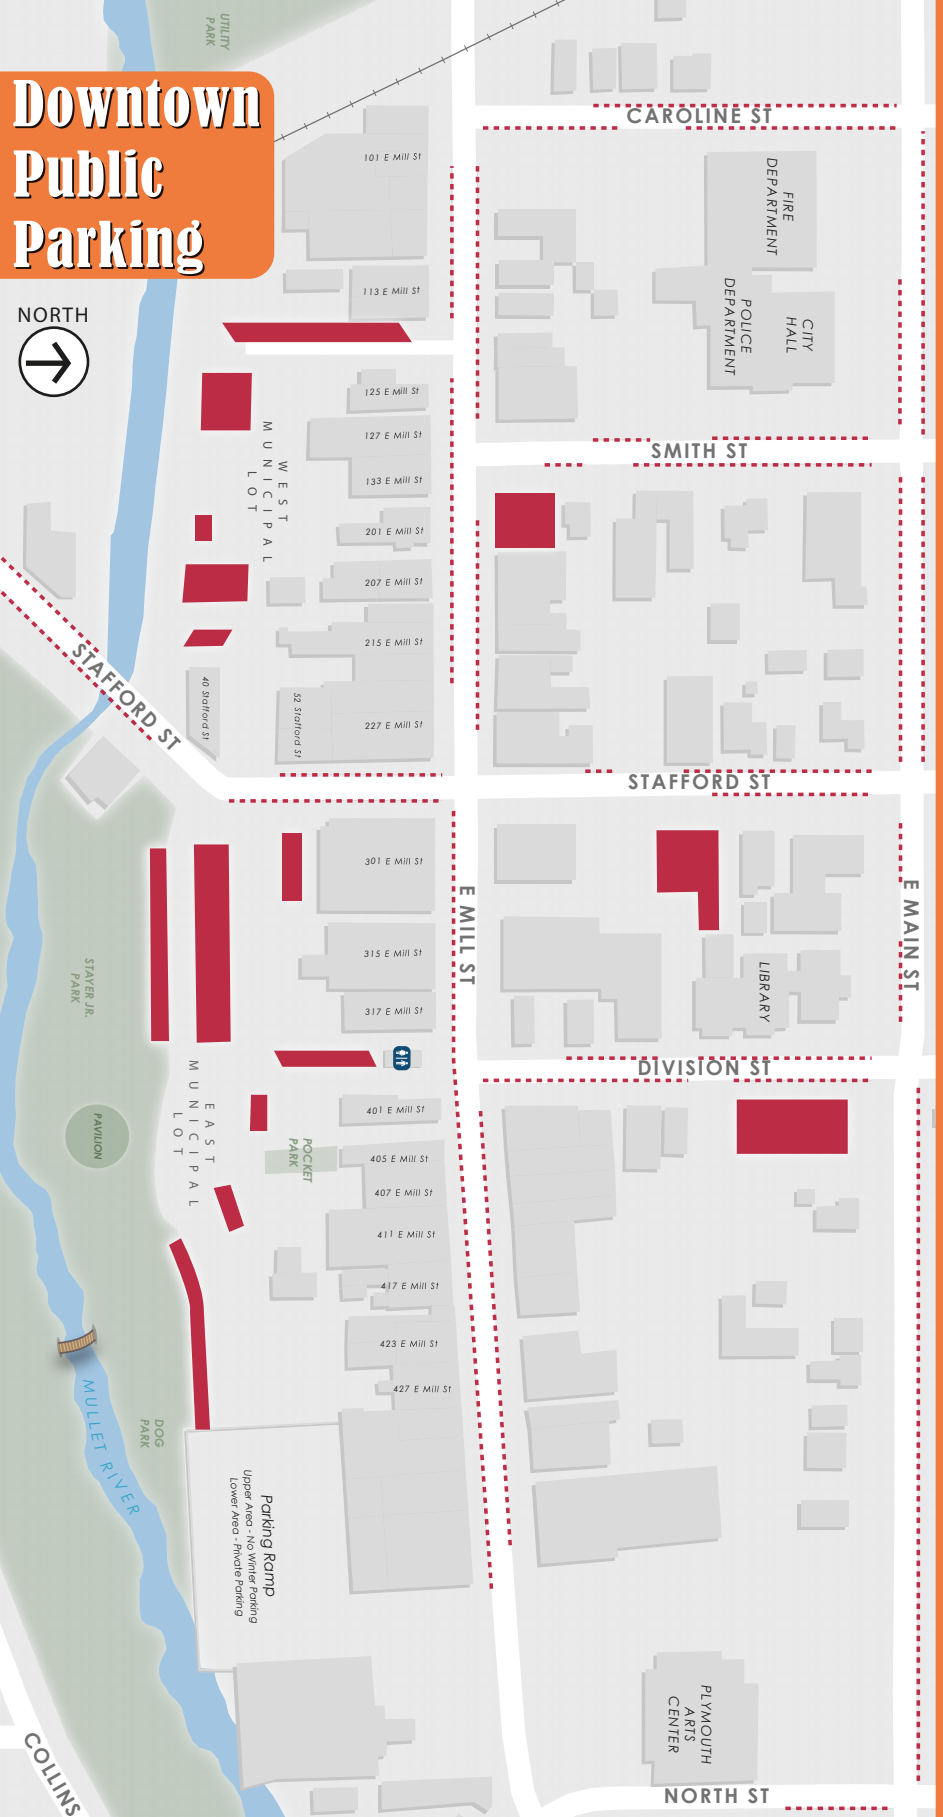 UTILITY
PARK
Downtown
Public
Parking
NORTH
CAROLINE ST
101 E Mill St
FIRE
DEPARTMENT
113 E Mill St
POLICE
DEPARTMENT
CITY
HALL
125 E Mill St
127 E Mill St
SMITH ST
133 E Mill St
WEST
MUNICIPAL
LOT
201 E Mill St
207 E Mill St
215 E Mill St
STAFFORD ST
40 Stafford St
52 Stafford St
227 E Mill St
STAFFORD ST
301 E Mill St
E MILL ST
E MAIN ST
315 E Mill St
LIBRARY
STAYER JR.
PARK
317 E Mill St
DIVISION ST
EAST
MUNICIPAL
LOT
401 E Mill St
PAVILION
POCKET
PARK
405 E Mill St
407 E Mill St
411 E Mill St
417 E Mill St
423 E Mill St
427 E Mill St
MULLET RIVER
DOG
PARK
Parking Ramp
Upper Area - No Winter Parking
Lower Area - Private Parking
PLYMOUTH
ARTS
CENTER
COLLINS
NORTH ST